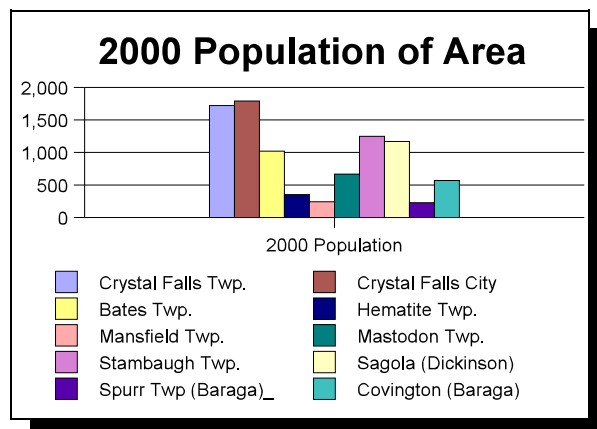 2000 Population of Area
2,000
1,500
1,000
500
0
2000 Population
Crystal Falls Twp.
Crystal Falls City
Bates Twp.
Hematite Twp.
Mansfield Twp.
Mastodon Twp.
Stambaugh Twp.
Sagola (Dickinson)
Spurr Twp (Baraga)_
Covington (Baraga)